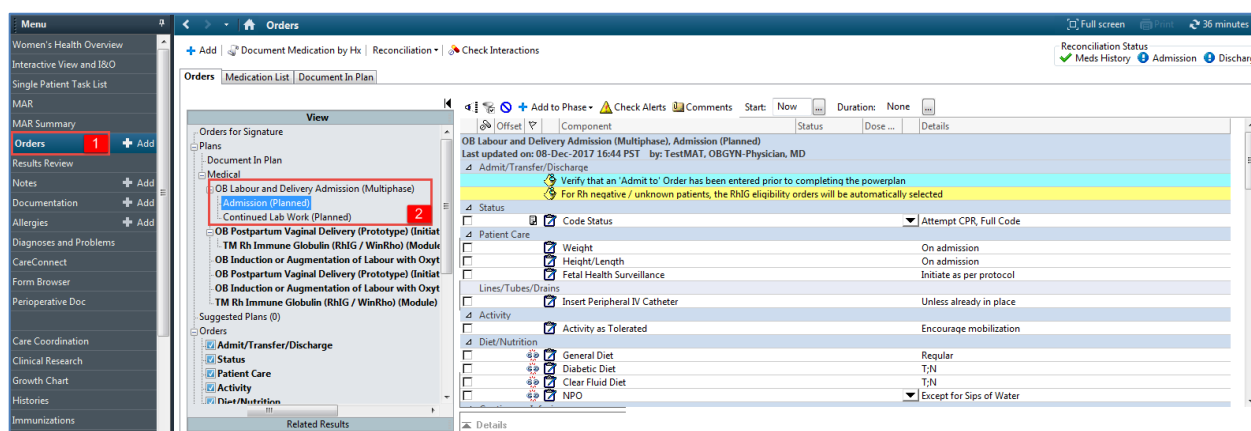 Menu
Women's Health Overview
Interactive View and I&O
Single Patient Task List
MAR
MAR Summary
Orders 1 Add
Results Review
Notes Add
Documentation Add
Allergies Add
Diagnoses and Problems
CareConnect
Form Browser
Perioperative Doc
Care Coordination
Clinical Research
Growth Chart
Histories
Immunizations
Orders
Full screen Print 36 minutes
Add Document Medication by Hx Reconciliation Check Interactions
Reconciliation Status
Meds History Admission Dischar
Orders Medication List Document In Plan
View
Orders for Signature
Plans
Document In Plan
Medical
OB Labour and Delivery Admission (Multiphase)
Admission (Planned)
Continued Lab Work (Planned) 2
OB Postpartum Vaginal Delivery (Prototype) (Initiat
TM Rh Immune Globulin (RhIG / WinRho) (Module
OB Induction or Augmentation of Labour with Oxyt
OB Postpartum Vaginal Delivery (Prototype) (Initiat
OB Induction or Augmentation of Labour with Oxyt
TM Rh Immune Globulin (RhIG / WinRho) (Module)
Suggested Plans (0)
Orders
Admit/Transfer/Discharge
Status
Patient Care
Activity
Diet/Nutrition
Related Results
Add to Phase Check Alerts Comments Start: Now ... Duration: None ...
Offset Component Status Dose ... Details
OB Labour and Delivery Admission (Multiphase), Admission (Planned)
Last updated on: 08-Dec-2017 16:44 PST by: TestMAT, OBGYN-Physician, MD
Admit/Transfer/Discharge
Verify that an 'Admit to' Order has been entered prior to completing the powerplan
For Rh negative / unknown patients, the RhIG eligibility orders will be automatically selected
Status
Code Status Attempt CPR, Full Code
Patient Care
Weight On admission
Height/Length On admission
Fetal Health Surveillance Initiate as per protocol
Lines/Tubes/Drains
Insert Peripheral IV Catheter Unless already in place
Activity
Activity as Tolerated Encourage mobilization
Diet/Nutrition
General Diet Regular
Diabetic Diet T;N
Clear Fluid Diet T;N
NPO Except for Sips of Water
Details